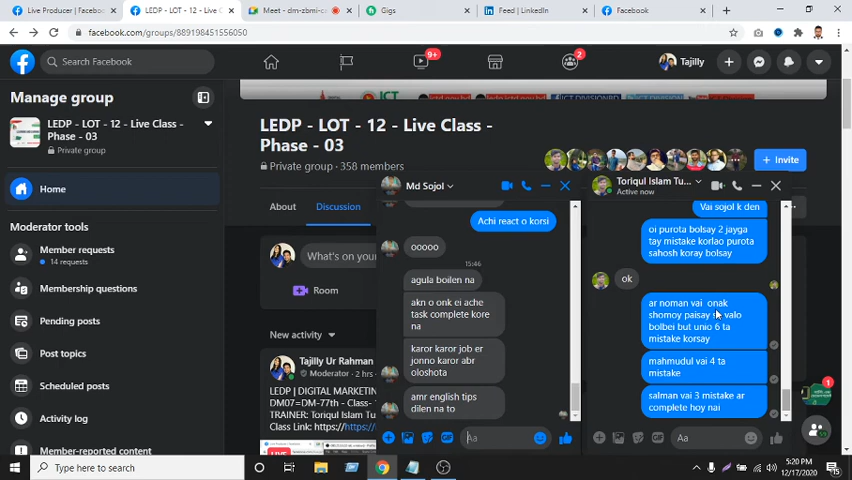 Live Producer | Facebook
LEDP - LOT - 12 - Live C
Meet - dm-zbmi-c
Gigs
Feed | LinkedIn
Facebook
facebook.com/groups/889198451556050
Search Facebook
9+
2
Tajilly
Manage group
LEDP - LOT - 12 - Live Class -
Phase - 03
Private group
Home
Moderator tools
Member requests
14 requests
Membership questions
Pending posts
Post topics
Scheduled posts
Activity log
LEDP - LOT - 12 - Live Class -
Phase - 03
Private group · 358 members
Invite
About
Discussion
What's on your
Room
New activity
Tajilly Ur Rahman
Moderator · 2 hrs
LEDP | DIGITAL MARKETING
DM07=DM-77th - Class -
TRAINER: Toriqul Islam Tu
Class Link: https://
Md Sojol
Achi react o korsi
ooooo
15:46
agula boilen na
akn o onk ei ache
task complete kore
na
karor karor job er
jonno karor abr
oloshota
amr english tips
dilen na to
Aa
Toriqul Islam Tu...
Active now
Vai sojol k den
oi purota bolsay 2 jayga
tay mistake korlao purota
sahosh koray bolsay
ok
ar noman vai onak
shomoy paisay valo
bolbei but unio 6 ta
mistake korsay
mahmudul vai 4 ta
mistake
salman vai 3 mistake ar
complete hoy nai
Aa
1
Type here to search
5:20 PM
12/17/2020
15